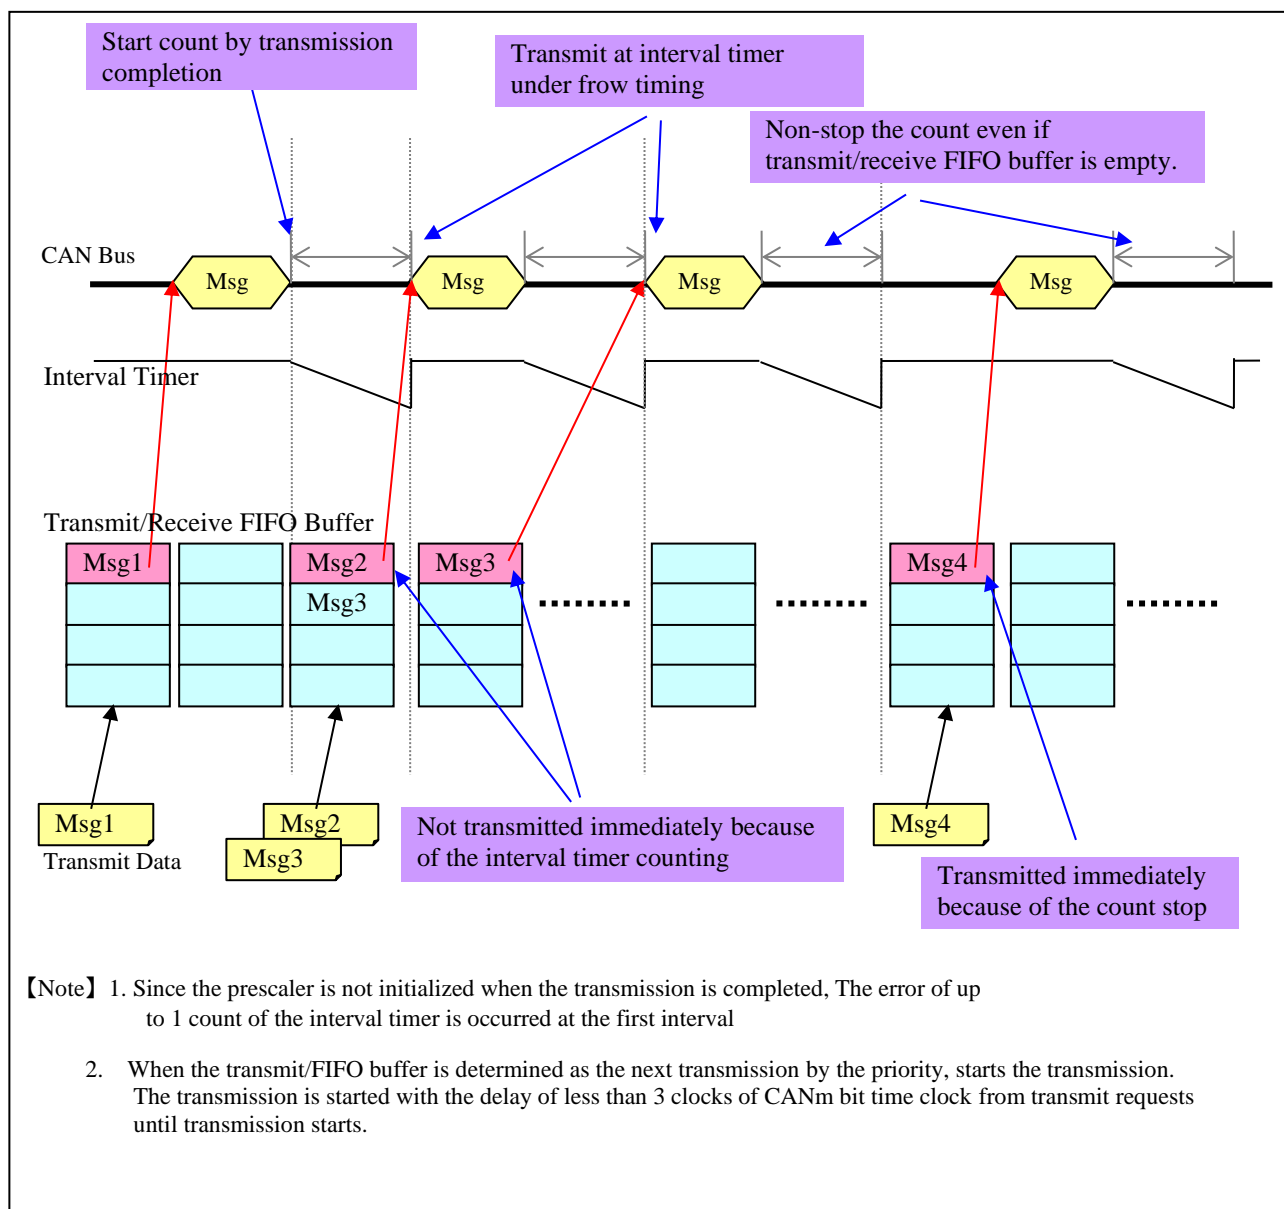 Start count by transmission
completion
Transmit at interval timer
under frow timing
Non-stop the count even if
transmit/receive FIFO buffer is empty.
CAN Bus
Msg
Msg
Msg
Msg
Interval Timer
Transmit/Receive FIFO Buffer
Msg1
Msg2
Msg3
Msg4
Msg3
Msg1
Msg2
Msg3
Msg4
Transmit Data
Not transmitted immediately because
of the interval timer counting
Transmitted immediately
because of the count stop
【Note】1. Since the prescaler is not initialized when the transmission is completed, The error of up
to 1 count of the interval timer is occurred at the first interval
2. When the transmit/FIFO buffer is determined as the next transmission by the priority, starts the transmission.
The transmission is started with the delay of less than 3 clocks of CANm bit time clock from transmit requests
until transmission starts.